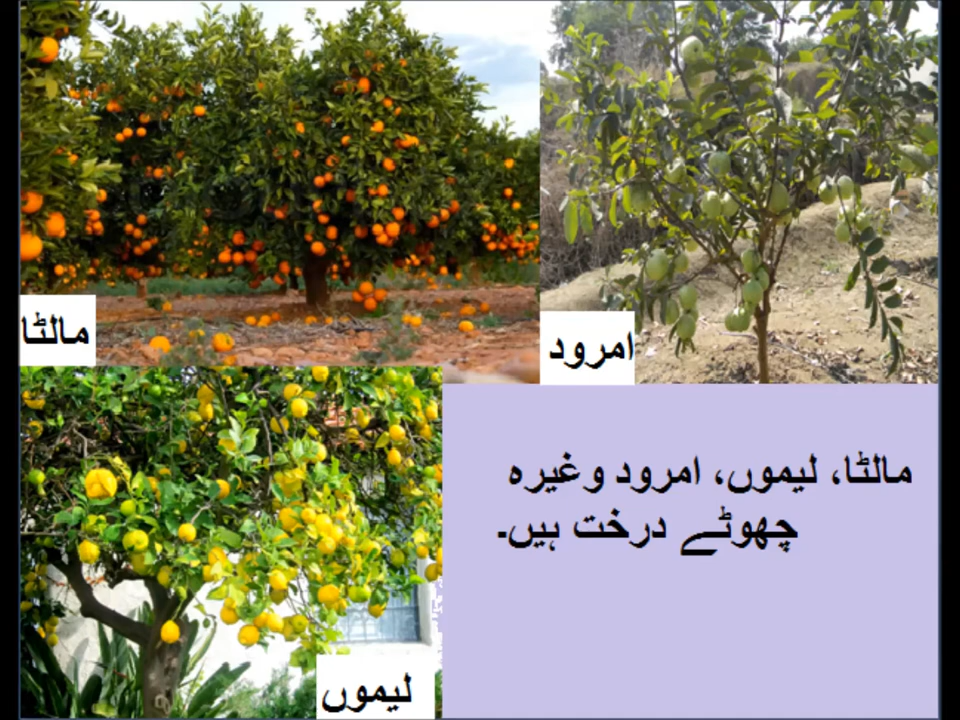 مالٹا
امرود
لیموں
مالٹا، لیموں، امرود وغیرہ
چھوٹے درخت ہیں۔